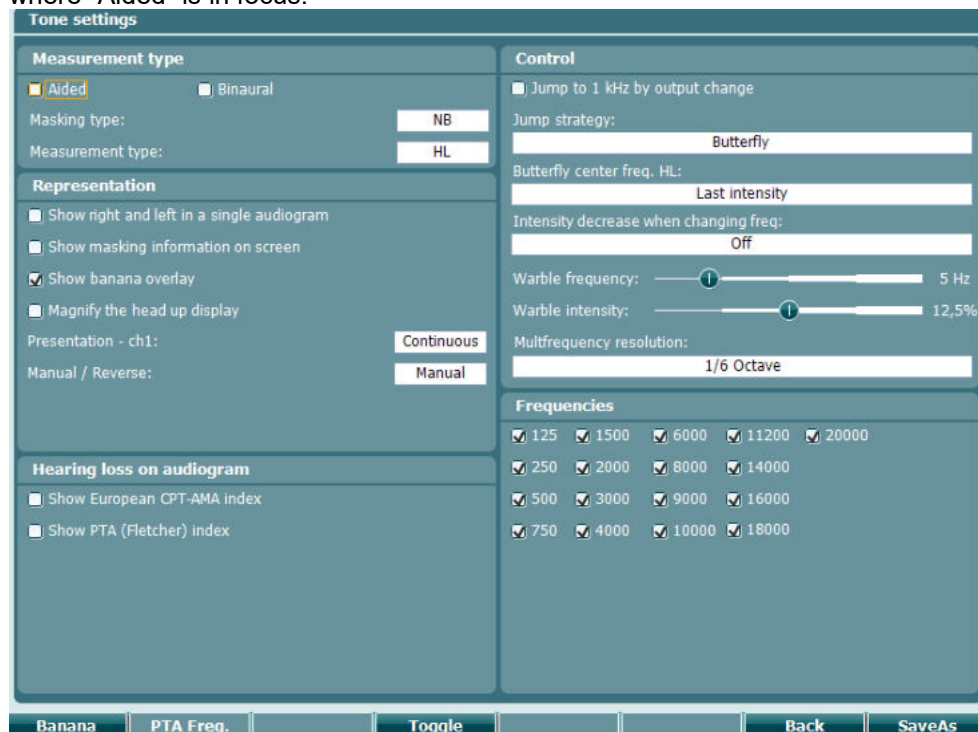 where "Aided" is in focus.
Tone settings
Measurement type
Aided Binaural
Masking type: NB
Measurement type: HL
Representation
Show right and left in a single audiogram
Show masking information on screen
Show banana overlay
Magnify the head up display
Presentation - ch1: Continuous
Manual / Reverse: Manual
Hearing loss on audiogram
Show European CPT-AMA index
Show PTA (Fletcher) index
Control
Jump to 1 kHz by output change
Jump strategy:
Butterfly
Butterfly center freq. HL:
Last intensity
Intensity decrease when changing freq:
Off
Warble frequency: 5 Hz
Warble intensity: 12,5%
Multfrequency resolution:
1/6 Octave
Frequencies
125 1500 6000 11200 20000
250 2000 8000 14000
500 3000 9000 16000
750 4000 10000 18000
Banana PTA Freq. Toggle Back SaveAs